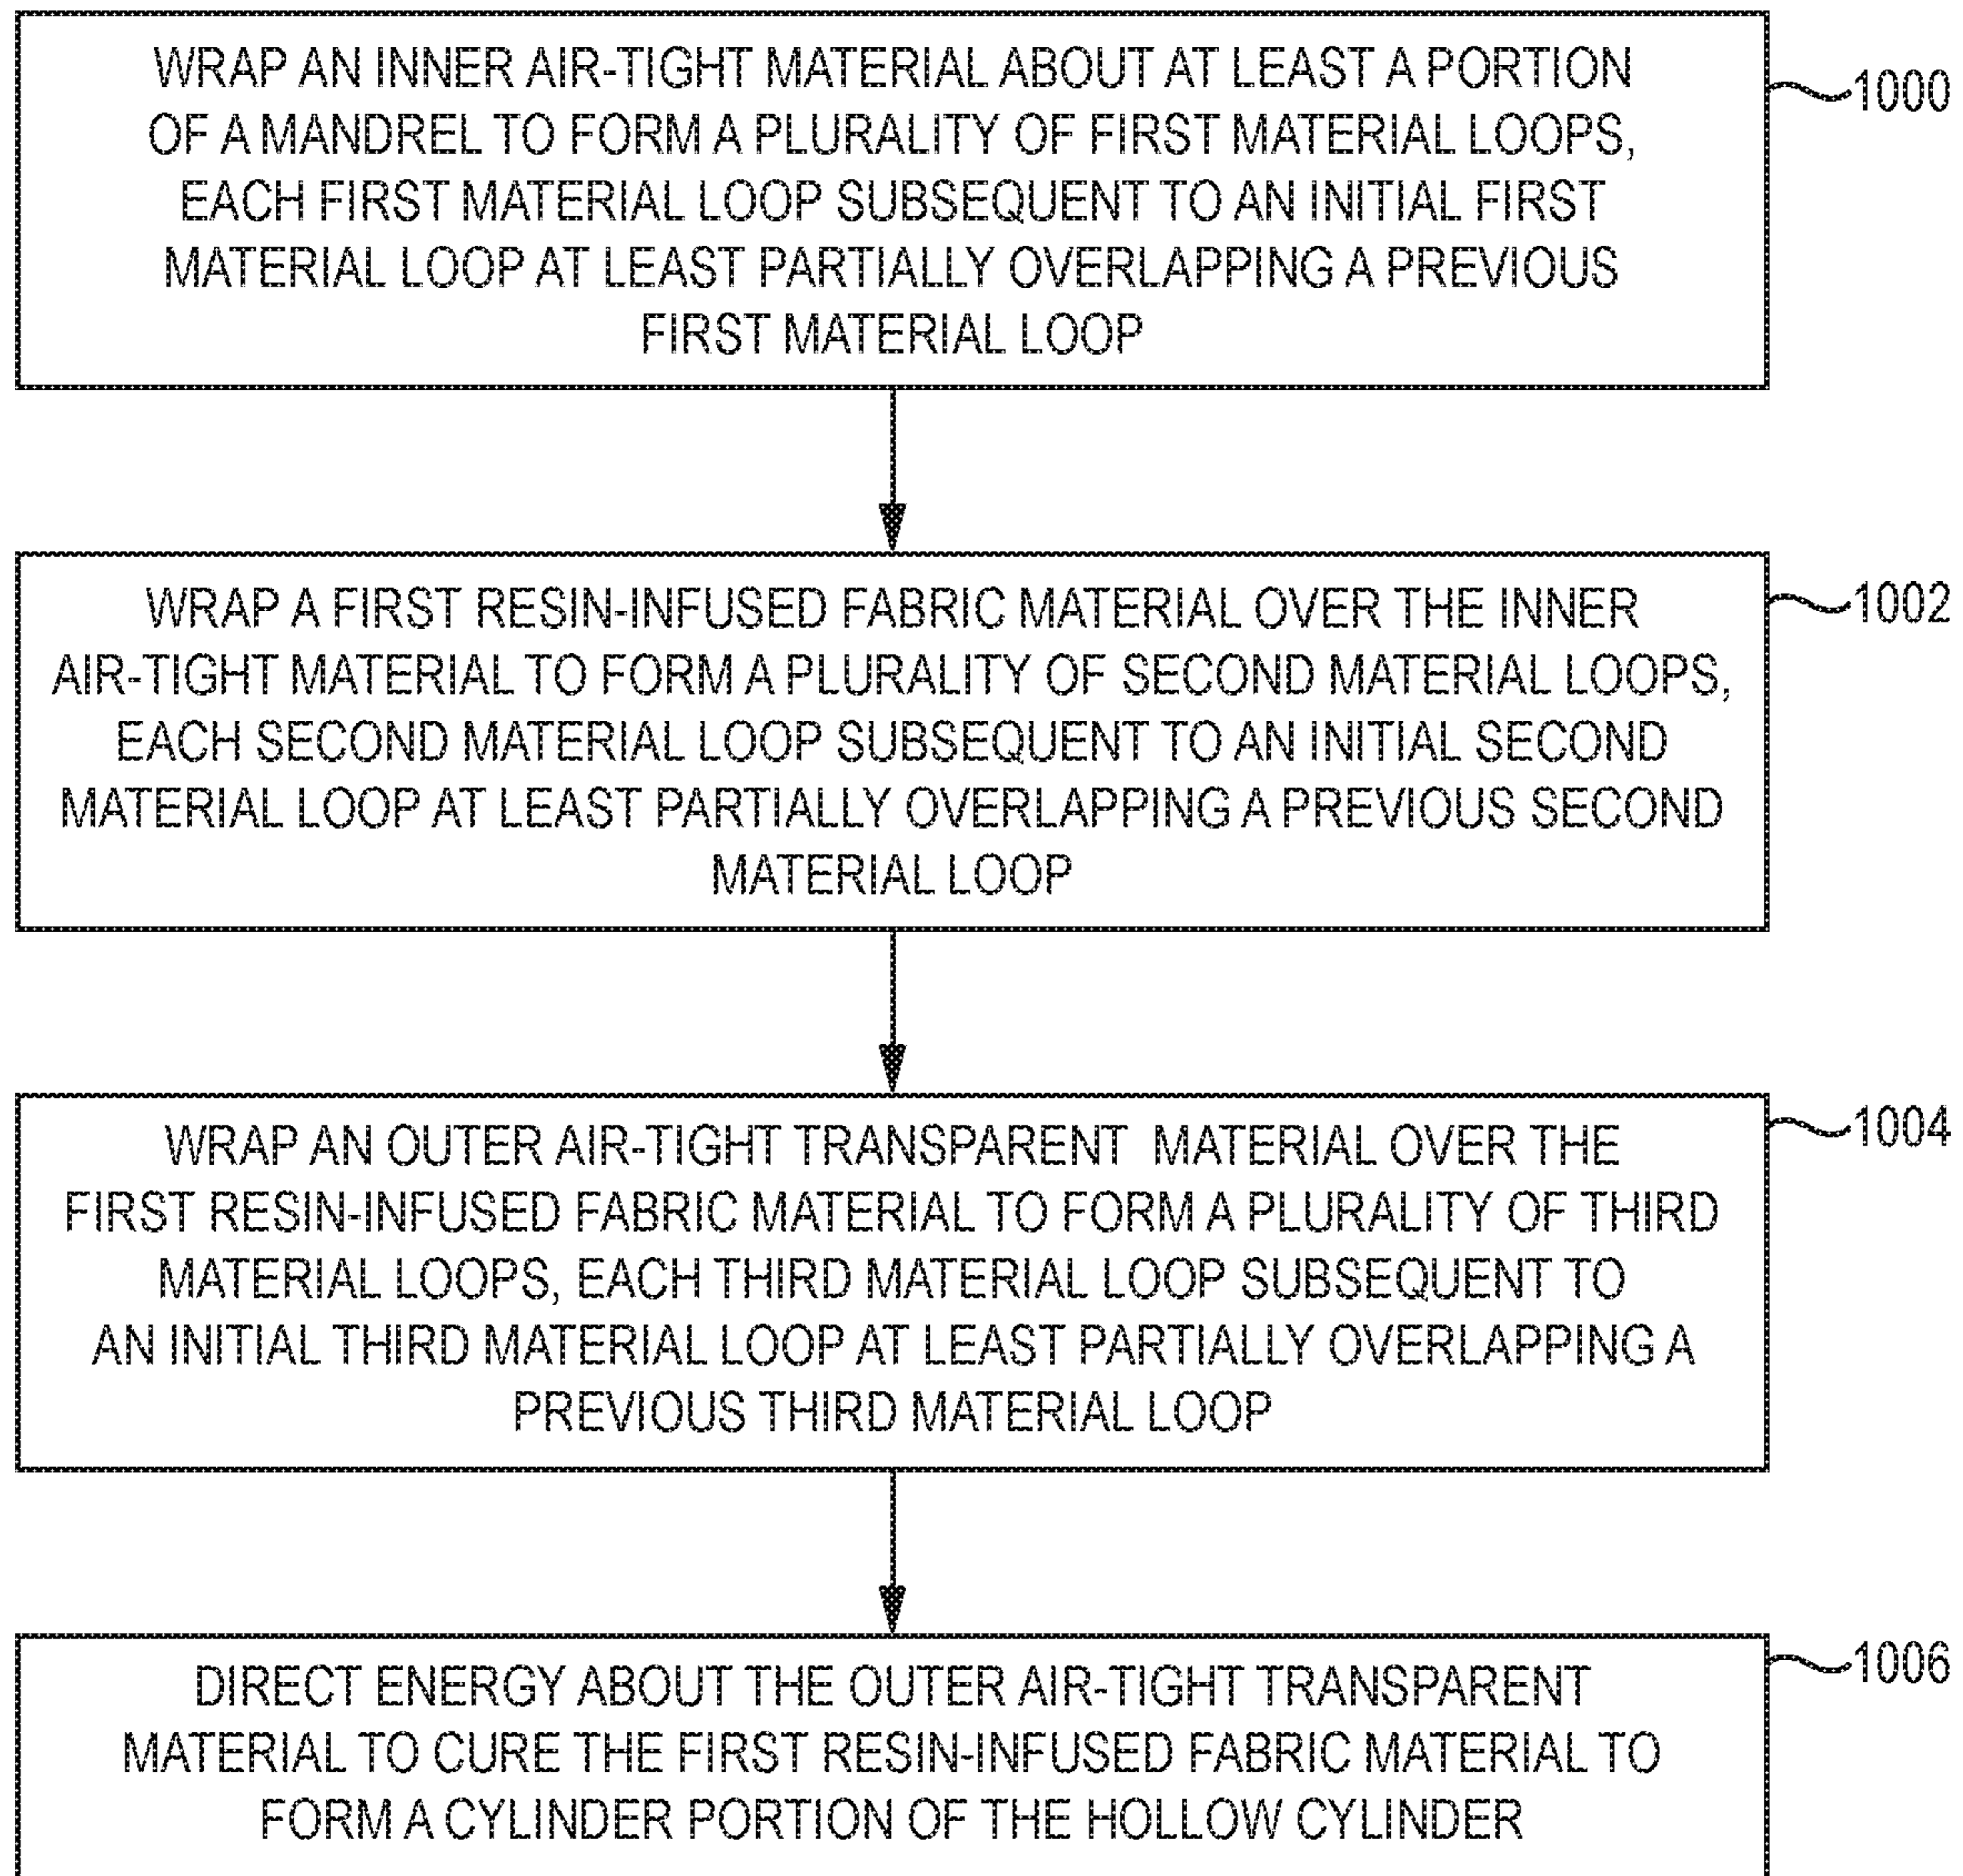 WRAP AN INNER AIR-TIGHT MATERIAL ABOUT AT LEAST A PORTION
OF A MANDREL TO FORM A PLURALITY OF FIRST MATERIAL LOOPS,
EACH FIRST MATERIAL LOOP SUBSEQUENT TO AN INITIAL FIRST
MATERIAL LOOP AT LEAST PARTIALLY OVERLAPPING A PREVIOUS
FIRST MATERIAL LOOP
1000
WRAP A FIRST RESIN-INFUSED FABRIC MATERIAL OVER THE INNER
AIR-TIGHT MATERIAL TO FORM A PLURALITY OF SECOND MATERIAL LOOPS,
EACH SECOND MATERIAL LOOP SUBSEQUENT TO AN INITIAL SECOND
MATERIAL LOOP AT LEAST PARTIALLY OVERLAPPING A PREVIOUS SECOND
MATERIAL LOOP
1002
WRAP AN OUTER AIR-TIGHT TRANSPARENT MATERIAL OVER THE
FIRST RESIN-INFUSED FABRIC MATERIAL TO FORM A PLURALITY OF THIRD
MATERIAL LOOPS, EACH THIRD MATERIAL LOOP SUBSEQUENT TO
AN INITIAL THIRD MATERIAL LOOP AT LEAST PARTIALLY OVERLAPPING A
PREVIOUS THIRD MATERIAL LOOP
1004
DIRECT ENERGY ABOUT THE OUTER AIR-TIGHT TRANSPARENT
MATERIAL TO CURE THE FIRST RESIN-INFUSED FABRIC MATERIAL TO
FORM A CYLINDER PORTION OF THE HOLLOW CYLINDER
1006